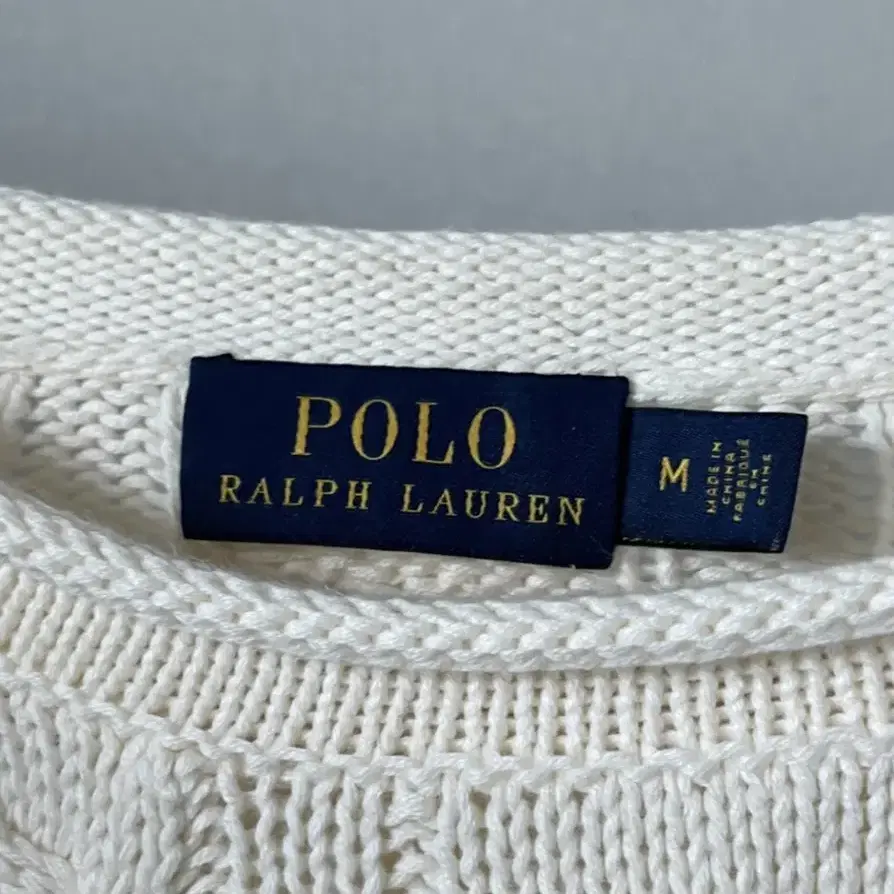 POLO
RALPH LAUREN
M
MADE IN
CHINA
FABRIQUÉ
EN
CHINE